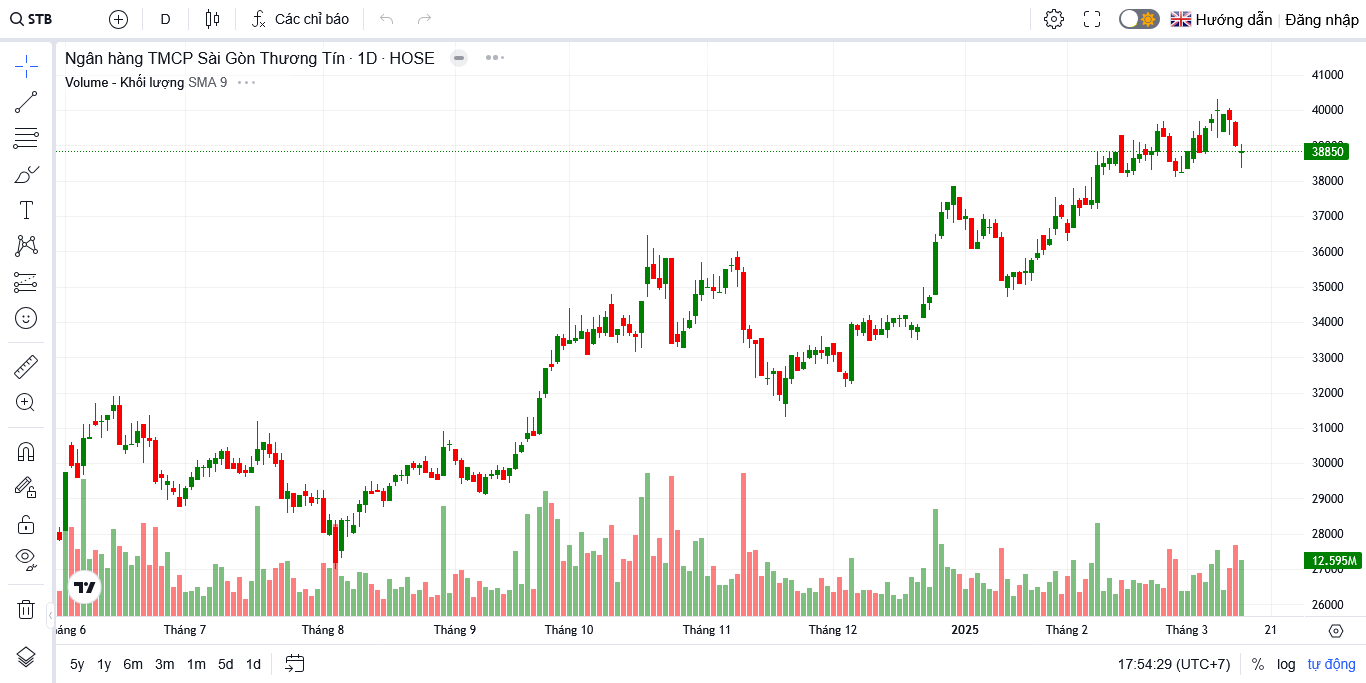 STB D Các chỉ báo Hướng dẫn Đăng nhập
Ngân hàng TMCP Sài Gòn Thương Tín · 1D · HOSE
Volume - Khối lượng SMA 9
41000
40000
39000
38850
38000
37000
36000
35000
34000
33000
32000
31000
30000
29000
28000
12.595M
27000
26000
háng 6 Tháng 7 Tháng 8 Tháng 9 Tháng 10 Tháng 11 Tháng 12 2025 Tháng 2 Tháng 3 21
5y 1y 6m 3m 1m 5d 1d 17:54:29 (UTC+7) % log tự động